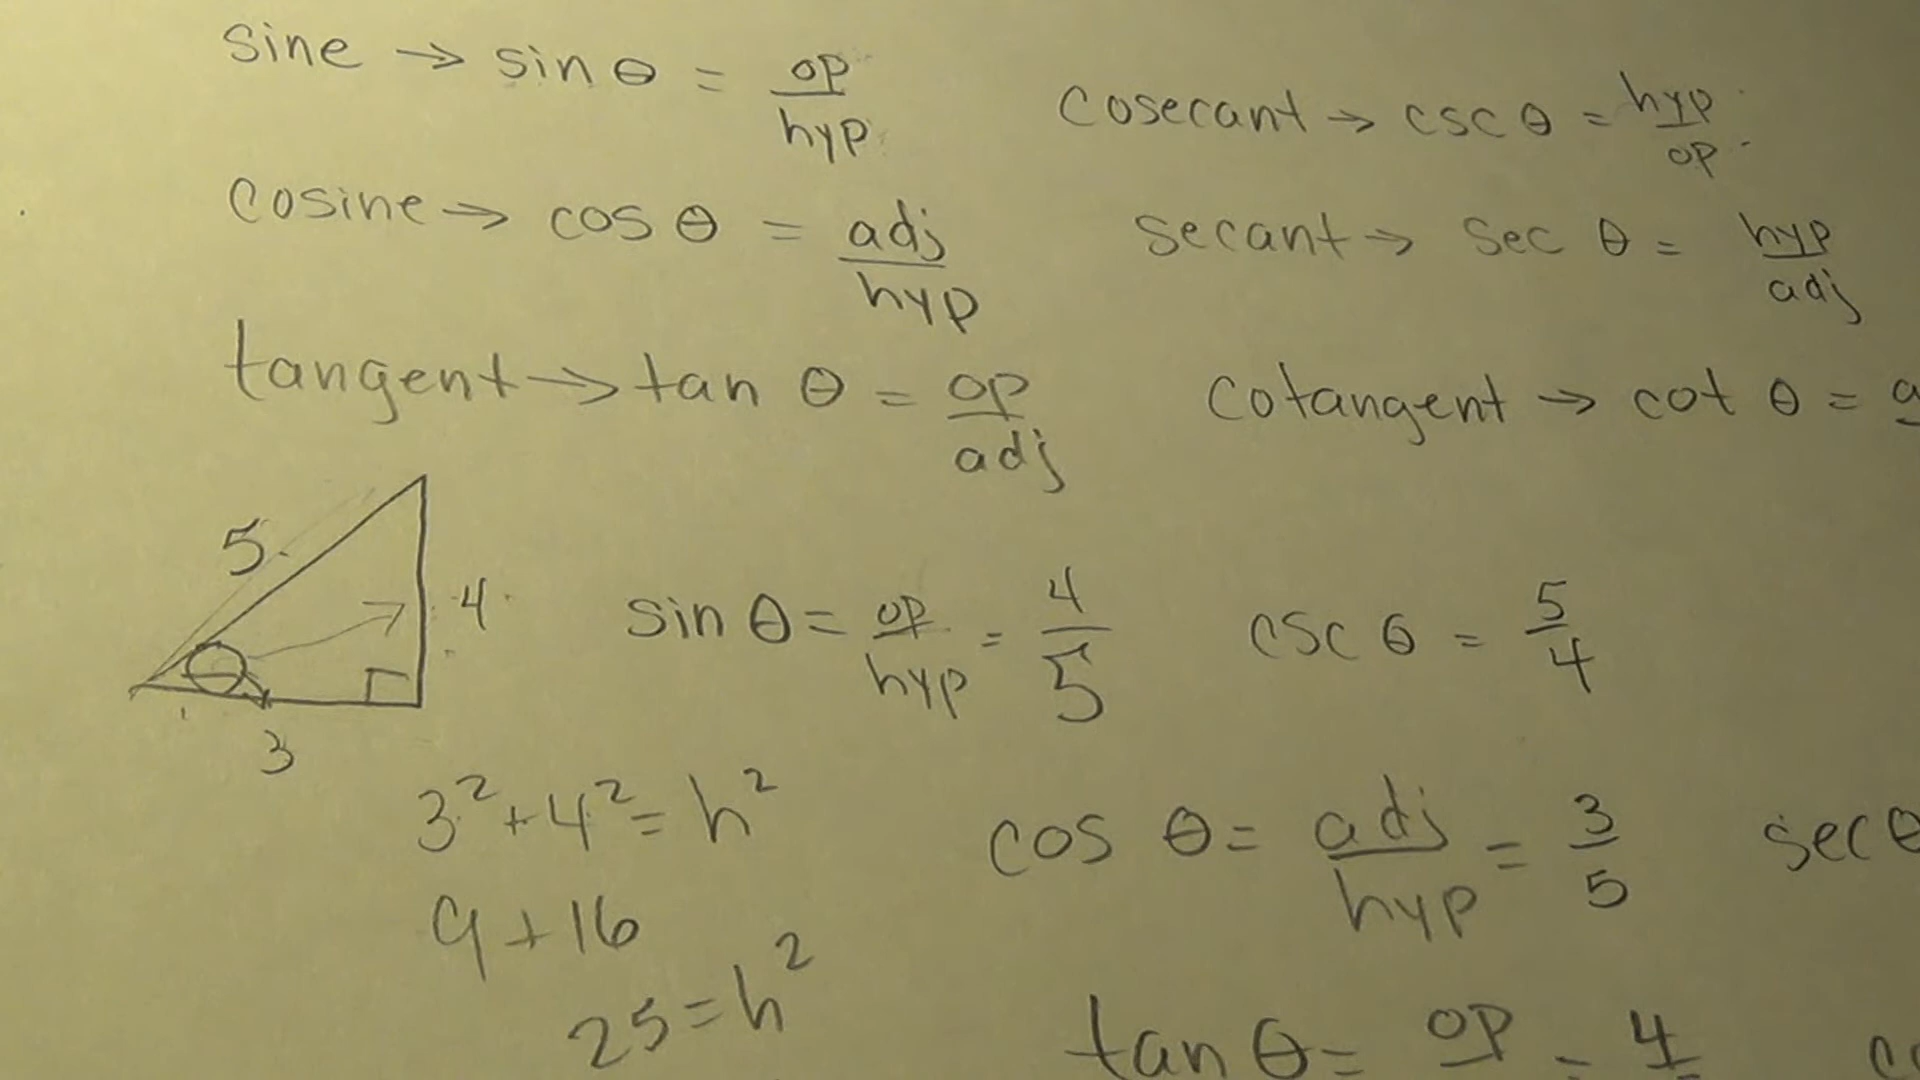 sine → sin θ = op/hyp
cosecant → csc θ = hyp/op
cosine → cos θ = adj/hyp
secant → sec θ = hyp/adj
tangent → tan θ = op/adj
cotangent → cot θ =
5
4
θ
3
sin θ = op/hyp = 4/5
csc θ = 5/4
3² + 4² = h²
cos θ = adj/hyp = 3/5
sec θ
9 + 16
25 = h²
tan θ = op = 4